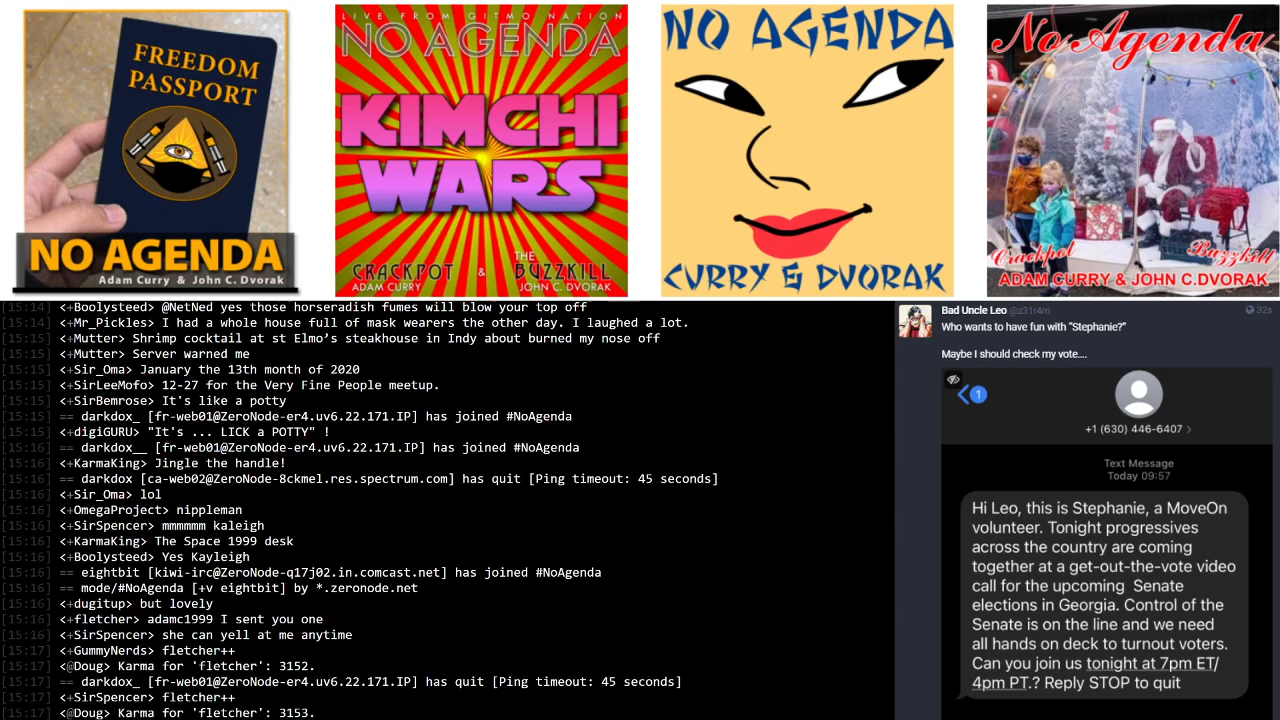 FREEDOM
PASSPORT
NO AGENDA
Adam Curry & John C. Dvorak
LIVE FROM GITMO NATION
NO AGENDA
KIMCHI
WARS
CRACKPOT
ADAM CURRY
&
THE
BUZZKILL
JOHN C. DVORAK
NO AGENDA
CURRY & DVORAK
No Agenda
Crackpot
Buzzkill
ADAM CURRY & JOHN C.DVORAK
[15:14] <+Boolysteed> @NetNed yes those horseradish fumes will blow your top off
[15:14] <+Mr_Pickles> I had a whole house full of mask wearers the other day. I laughed a lot.
[15:15] <+Mutter> Shrimp cocktail at st Elmo's steakhouse in Indy about burned my nose off
[15:15] <+Mutter> Server warned me
[15:15] <+Sir_Oma> January the 13th month of 2020
[15:15] <+SirLeeMofo> 12-27 for the Very Fine People meetup.
[15:15] <+SirBemrose> It's like a potty
[15:15] == darkdox_ [fr-web01@ZeroNode-er4.uv6.22.171.IP] has joined #NoAgenda
[15:15] <+digiGURU> "It's ... LICK a POTTY" !
[15:16] == darkdox__ [fr-web01@ZeroNode-er4.uv6.22.171.IP] has joined #NoAgenda
[15:16] <+KarmaKing> Jingle the handle!
[15:16] == darkdox [ca-web02@ZeroNode-8ckmel.res.spectrum.com] has quit [Ping timeout: 45 seconds]
[15:16] <+Sir_Oma> lol
[15:16] <+OmegaProject> nippleman
[15:16] <+SirSpencer> mmmmmm kaleigh
[15:16] <+KarmaKing> The Space 1999 desk
[15:16] <+Boolysteed> Yes Kayleigh
[15:16] == eightbit [kiwi-irc@ZeroNode-q17j02.in.comcast.net] has joined #NoAgenda
[15:16] == mode/#NoAgenda [+v eightbit] by *.zeronode.net
[15:16] <+dugitup> but lovely
[15:16] <+fletcher> adamc1999 I sent you one
[15:16] <+SirSpencer> she can yell at me anytime
[15:17] <+GummyNerds> fletcher++
[15:17] <@Doug> Karma for 'fletcher': 3152.
[15:17] == darkdox_ [fr-web01@ZeroNode-er4.uv6.22.171.IP] has quit [Ping timeout: 45 seconds]
[15:17] <+SirSpencer> fletcher++
[15:17] <@Doug> Karma for 'fletcher': 3153.
Bad Uncle Leo @z31r4m 32s
Who wants to have fun with “Stephanie?”
Maybe I should check my vote....
1
+1 (630) 446-6407
Text Message
Today 09:57
Hi Leo, this is Stephanie, a MoveOn
volunteer. Tonight progressives
across the country are coming
together at a get-out-the-vote video
call for the upcoming Senate
elections in Georgia. Control of the
Senate is on the line and we need
all hands on deck to turnout voters.
Can you join us tonight at 7pm ET/
4pm PT.? Reply STOP to quit